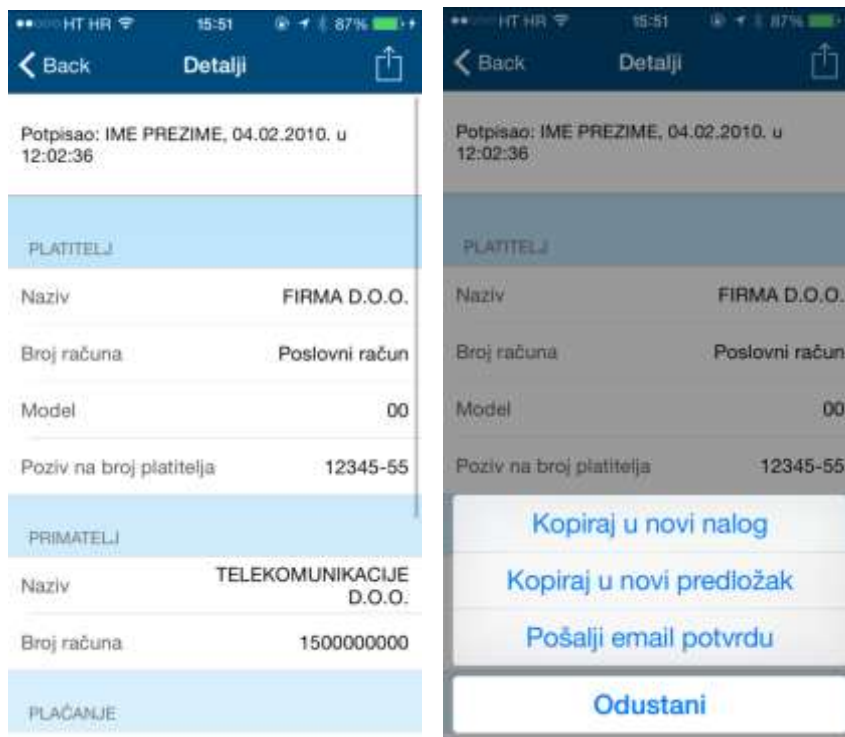 HT HR 15:51 87%
Back Detalji
Potpisao: IME PREZIME, 04.02.2010. u
12:02:36
PLATITELJ
Naziv FIRMA D.O.O.
Broj računa Poslovni račun
Model 00
Poziv na broj platitelja 12345-55
PRIMATELJ
Naziv TELEKOMUNIKACIJE
D.O.O.
Broj računa 1500000000
PLAĆANJE
HT HR 15:51 87%
Back Detalji
Potpisao: IME PREZIME, 04.02.2010. u
12:02:36
PLATITELJ
Naziv FIRMA D.O.O.
Broj računa Poslovni račun
Model 00
Poziv na broj platitelja 12345-55
Kopiraj u novi nalog
Kopiraj u novi predložak
Pošalji email potvrdu
Odustani